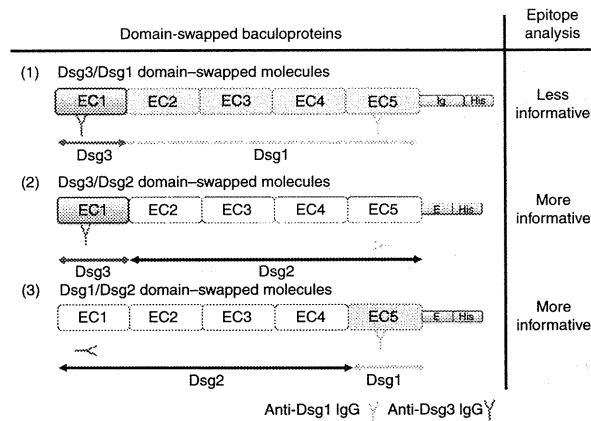 Domain-swapped baculoproteins
Epitope
analysis
(1) Dsg3/Dsg1 domain–swapped molecules
EC1 EC2 EC3 EC4 EC5 Ig His
Less
informative
Dsg3 Dsg1
(2) Dsg3/Dsg2 domain–swapped molecules
EC1 EC2 EC3 EC4 EC5 E His
More
informative
Dsg3 Dsg2
(3) Dsg1/Dsg2 domain–swapped molecules
EC1 EC2 EC3 EC4 EC5 E His
More
informative
Dsg2 Dsg1
Anti-Dsg1 IgG Anti-Dsg3 IgG